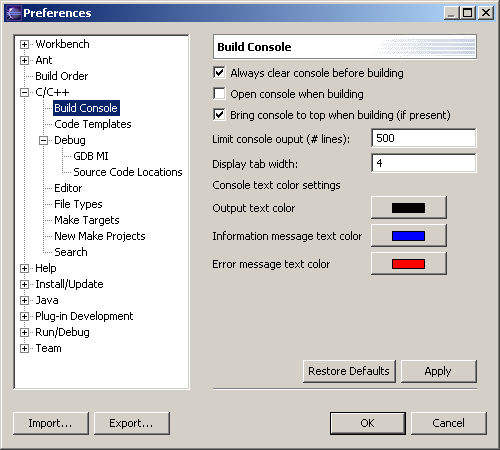 Preferences
Workbench
Ant
Build Order
C/C++
Build Console
Code Templates
Debug
GDB MI
Source Code Locations
Editor
File Types
Make Targets
New Make Projects
Search
Help
Install/Update
Java
Plug-in Development
Run/Debug
Team
Build Console
Always clear console before building
Open console when building
Bring console to top when building (if present)
Limit console ouput (# lines): 500
Display tab width: 4
Console text color settings
Output text color
Information message text color
Error message text color
Restore Defaults Apply
Import... Export... OK Cancel